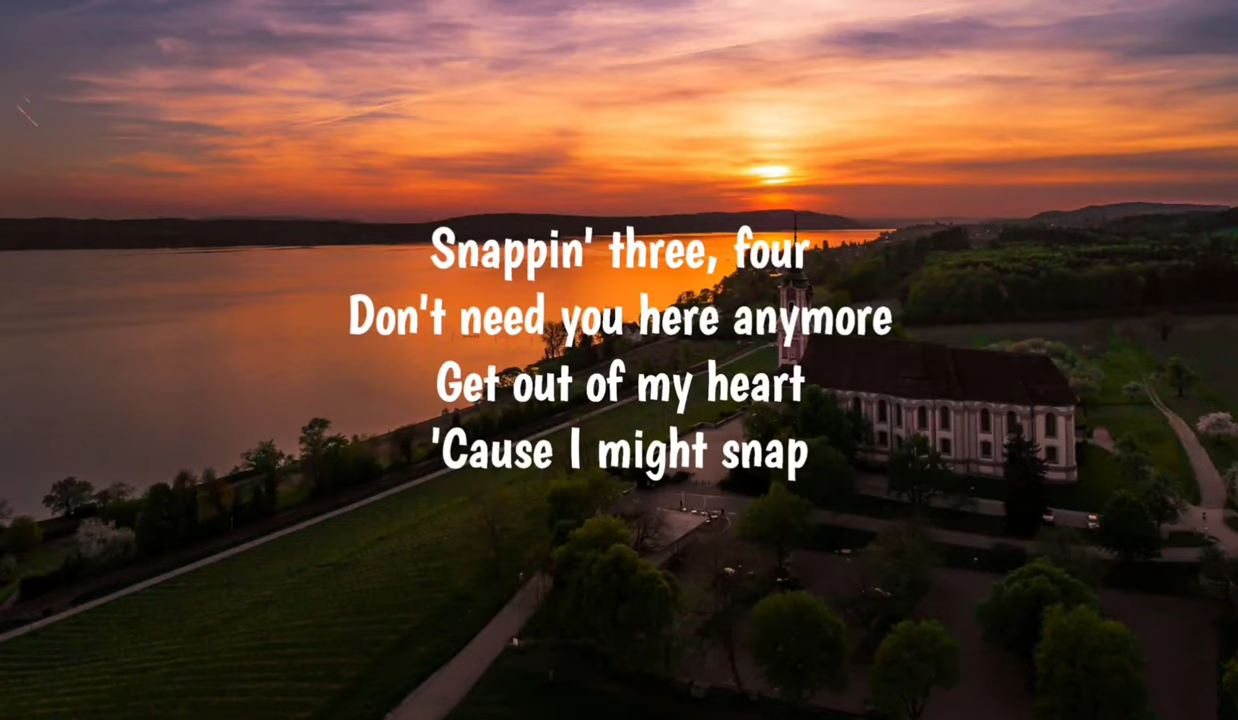 Snappin' three, four
Don't need you here anymore
Get out of my heart
'Cause I might snap